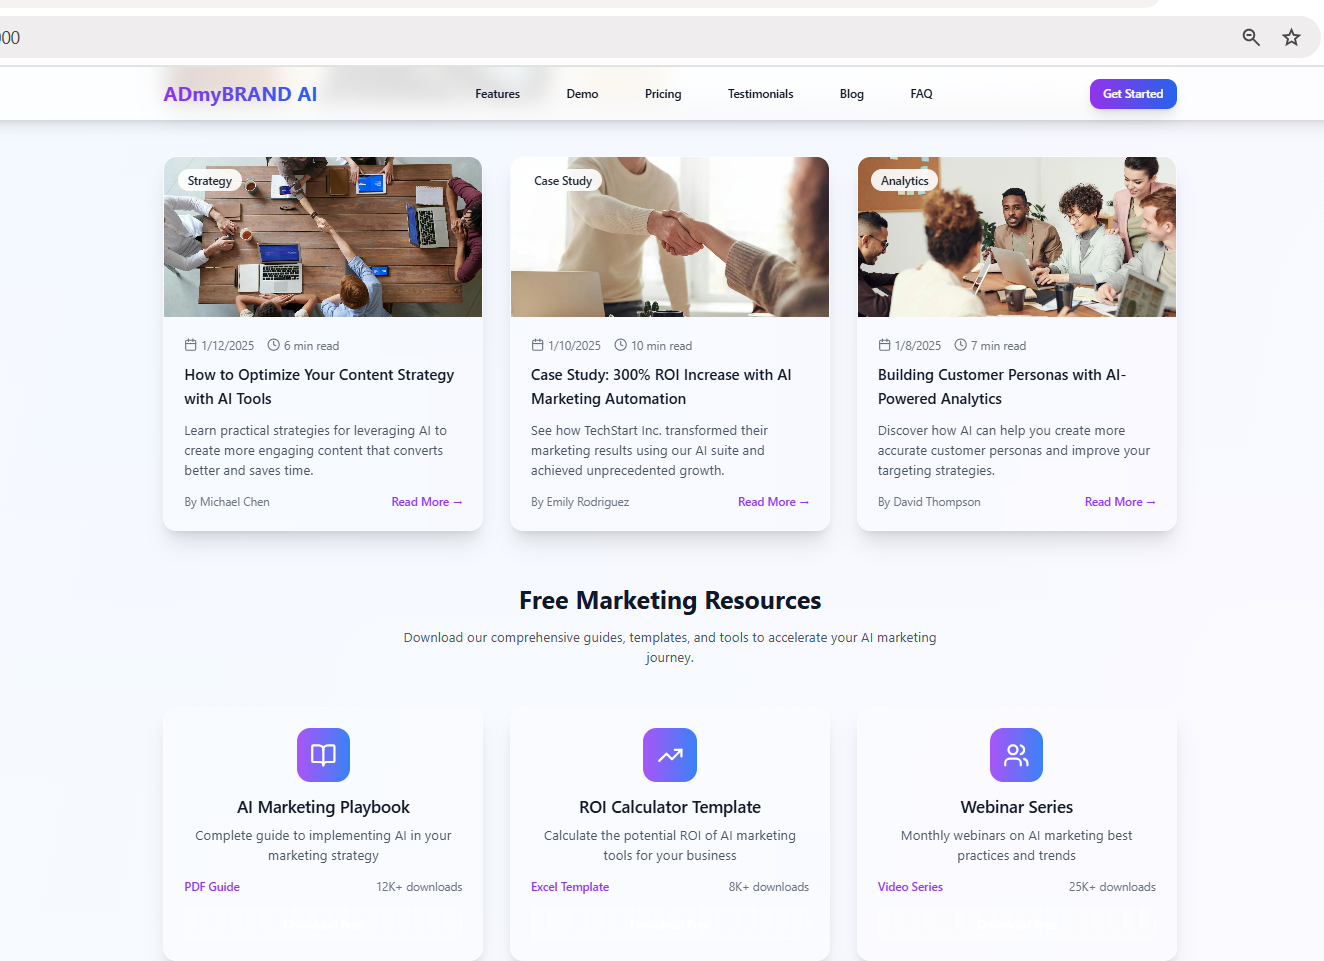 00
ADmyBRAND AI
Features
Demo
Pricing
Testimonials
Blog
FAQ
Get Started
Strategy
1/12/2025 6 min read
How to Optimize Your Content Strategy
with AI Tools
Learn practical strategies for leveraging AI to
create more engaging content that converts
better and saves time.
By Michael Chen
Read More →
Case Study
1/10/2025 10 min read
Case Study: 300% ROI Increase with AI
Marketing Automation
See how TechStart Inc. transformed their
marketing results using our AI suite and
achieved unprecedented growth.
By Emily Rodriguez
Read More →
Analytics
1/8/2025 7 min read
Building Customer Personas with AI-
Powered Analytics
Discover how AI can help you create more
accurate customer personas and improve your
targeting strategies.
By David Thompson
Read More →
Free Marketing Resources
Download our comprehensive guides, templates, and tools to accelerate your AI marketing
journey.
AI Marketing Playbook
Complete guide to implementing AI in your
marketing strategy
PDF Guide
12K+ downloads
ROI Calculator Template
Calculate the potential ROI of AI marketing
tools for your business
Excel Template
8K+ downloads
Webinar Series
Monthly webinars on AI marketing best
practices and trends
Video Series
25K+ downloads